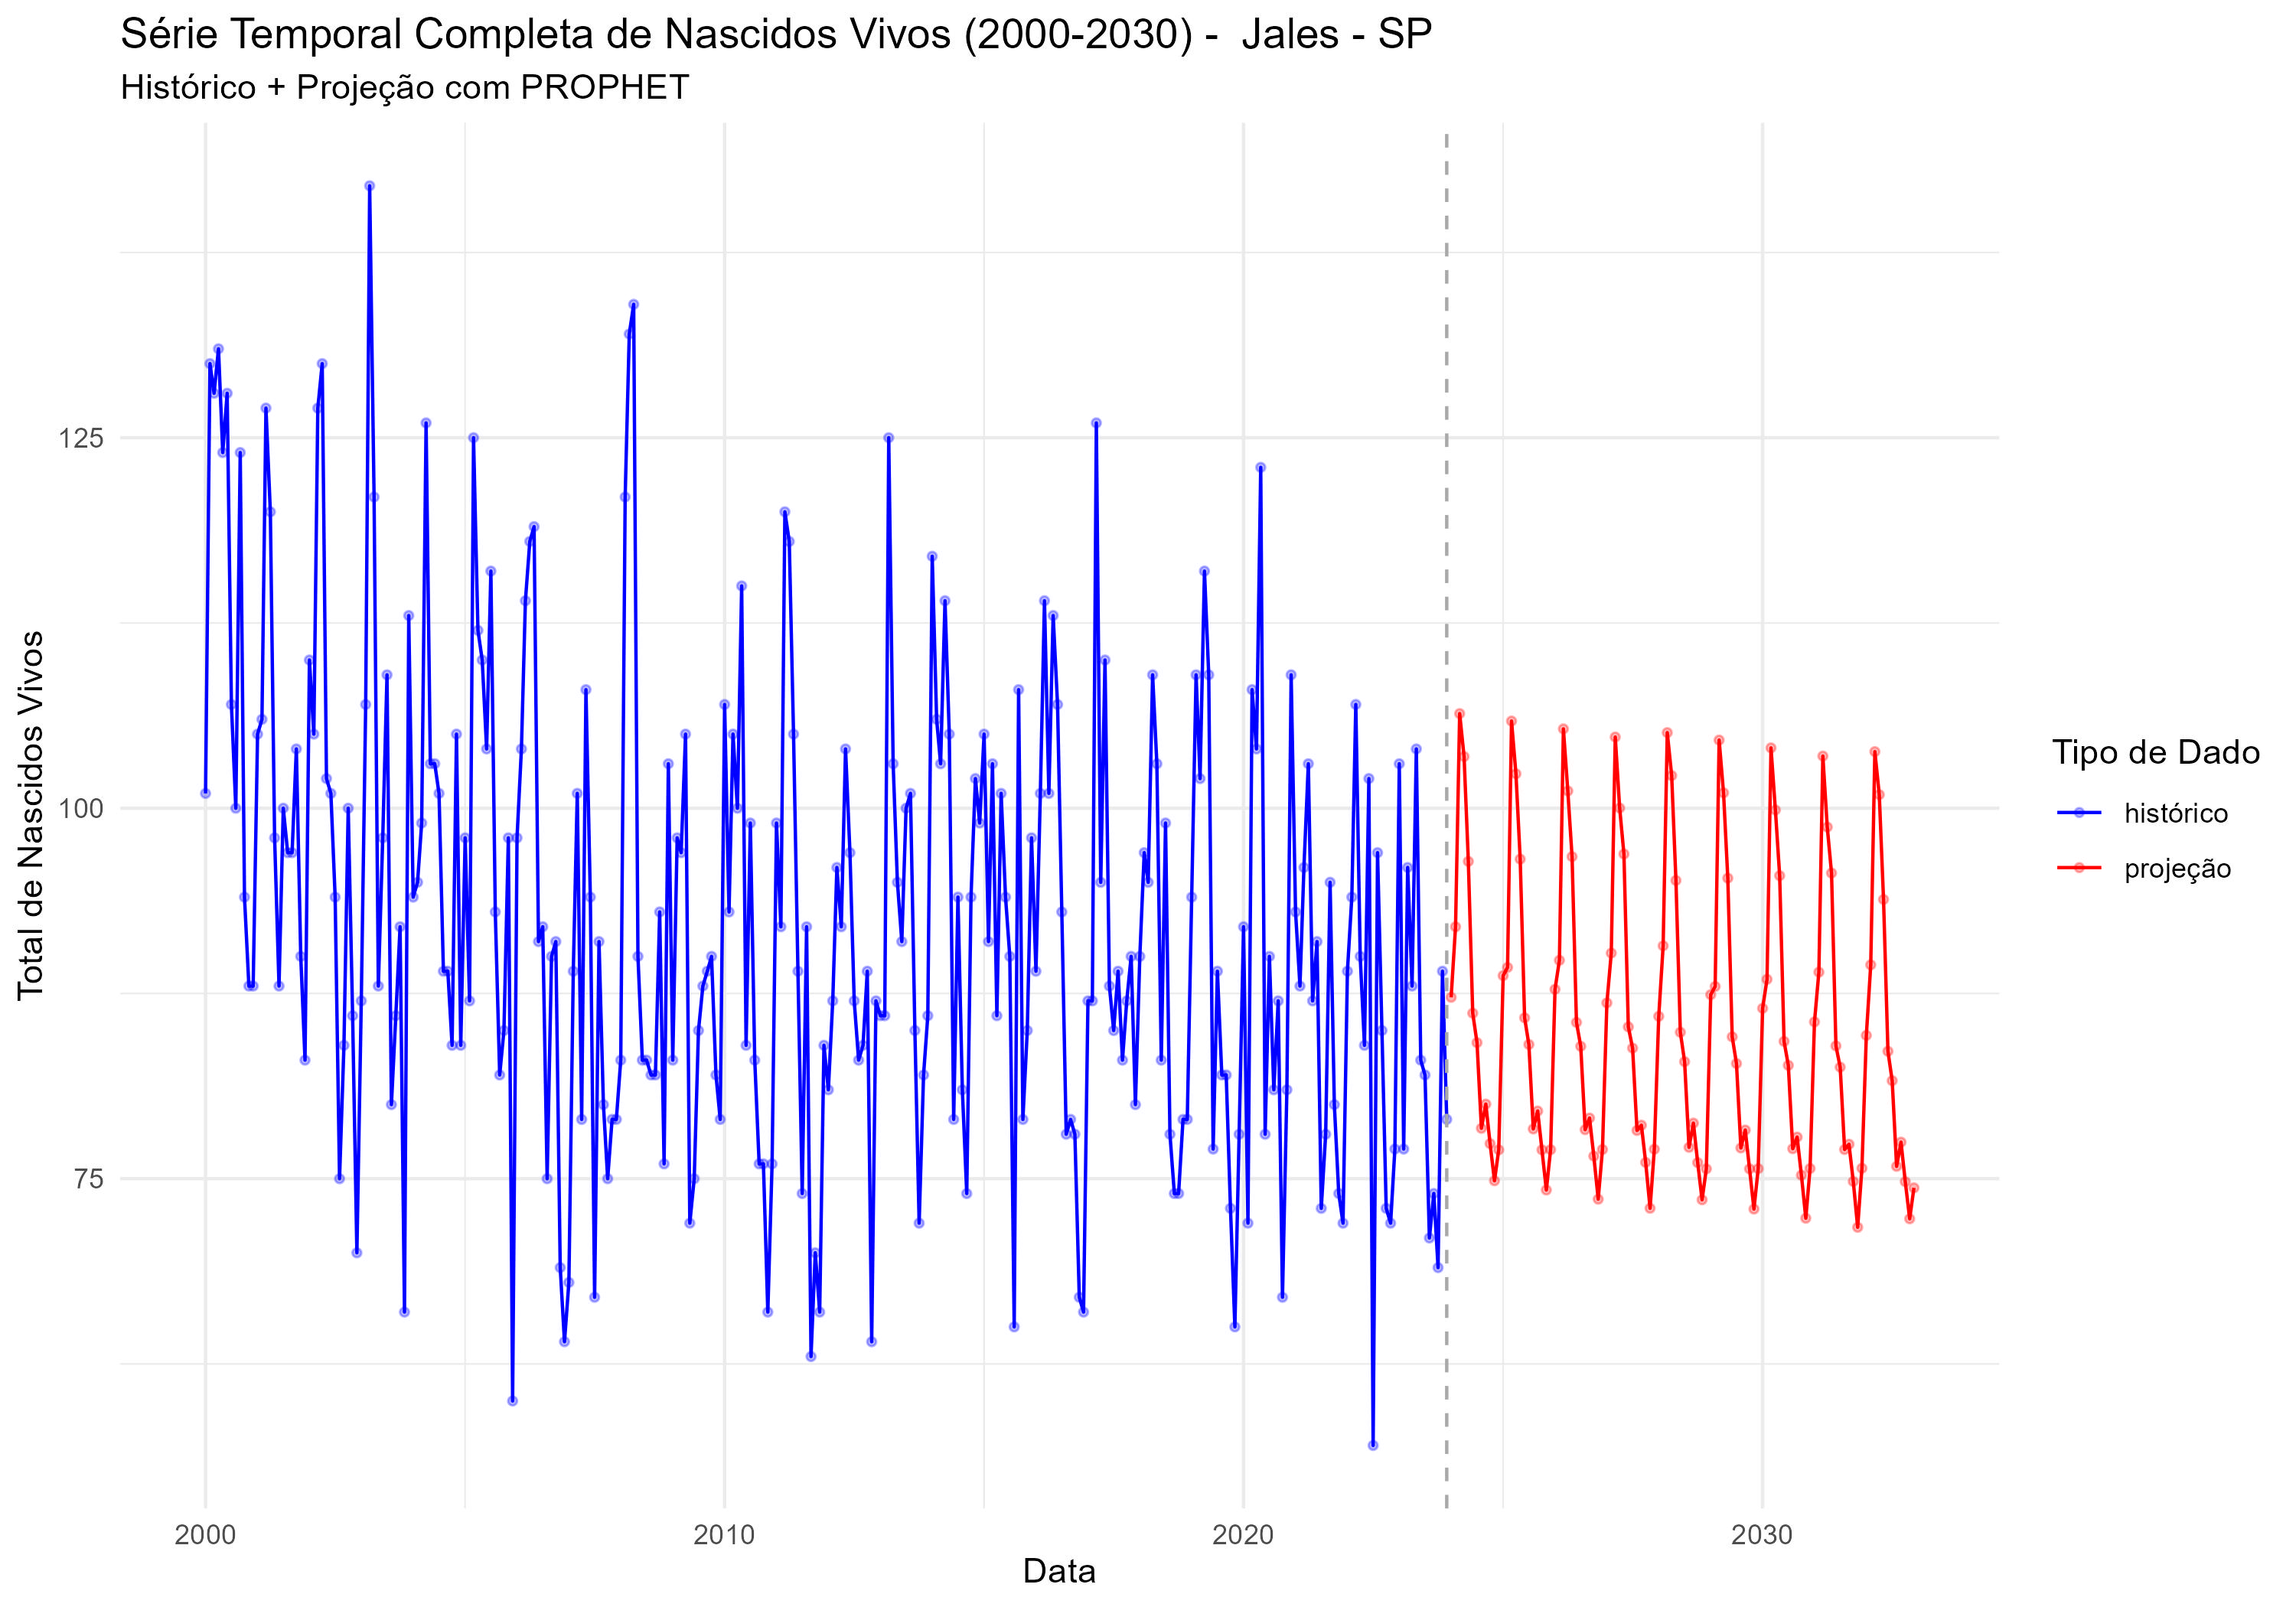 Série Temporal Completa de Nascidos Vivos (2000-2030) -  Jales - SP
Histórico + Projeção com PROPHET
Total de Nascidos Vivos
125
100
75
2000
2010
2020
2030
Data
Tipo de Dado
histórico
projeção